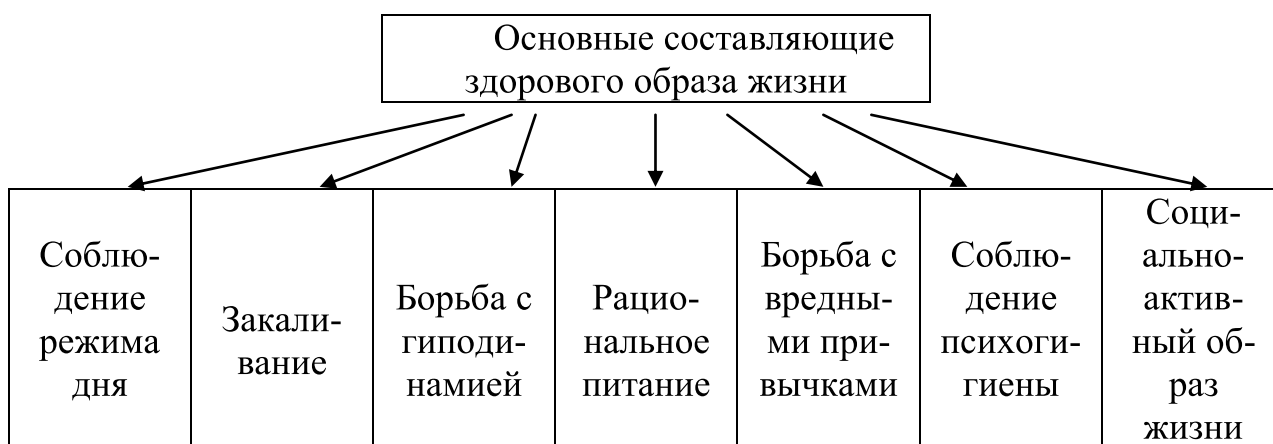 Основные составляющие
здорового образа жизни
Соблю-
дение
режима
дня
Закали-
вание
Борьба с
гиподи-
намией
Рацио-
нальное
питание
Борьба с
вредны-
ми при-
вычками
Соблю-
дение
психоги-
гиены
Соци-
ально-
актив-
ный об-
раз
жизни